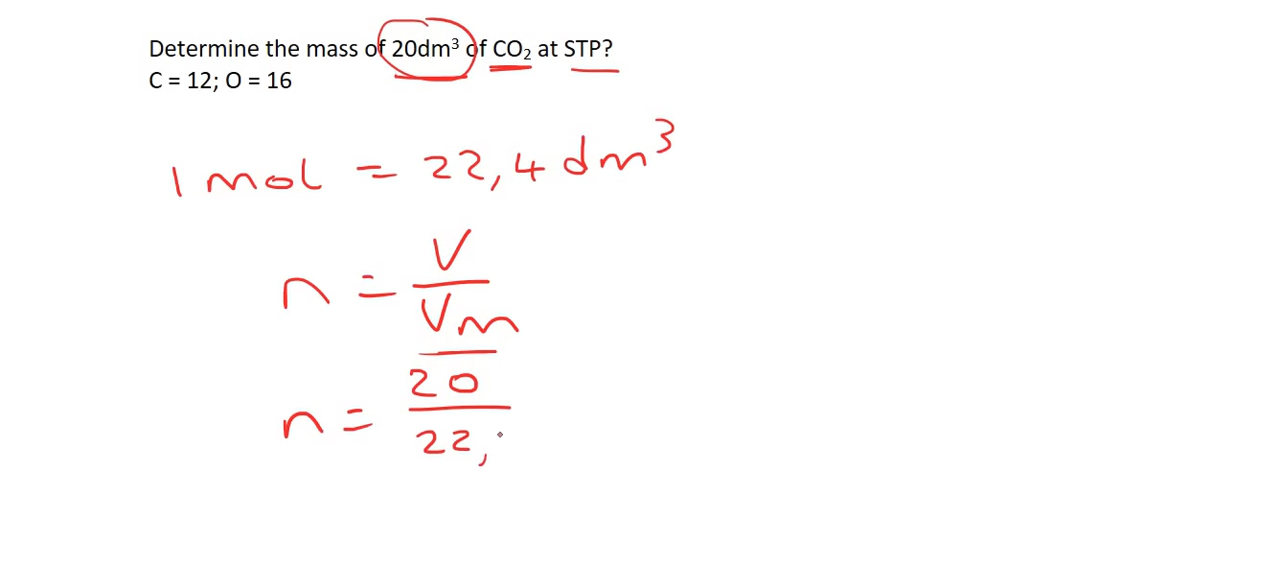 Determine the mass of 20dm³ of CO₂ at STP?
C = 12; O = 16
1 mol = 22,4 dm³
n = V/Vm
n = 20/22,